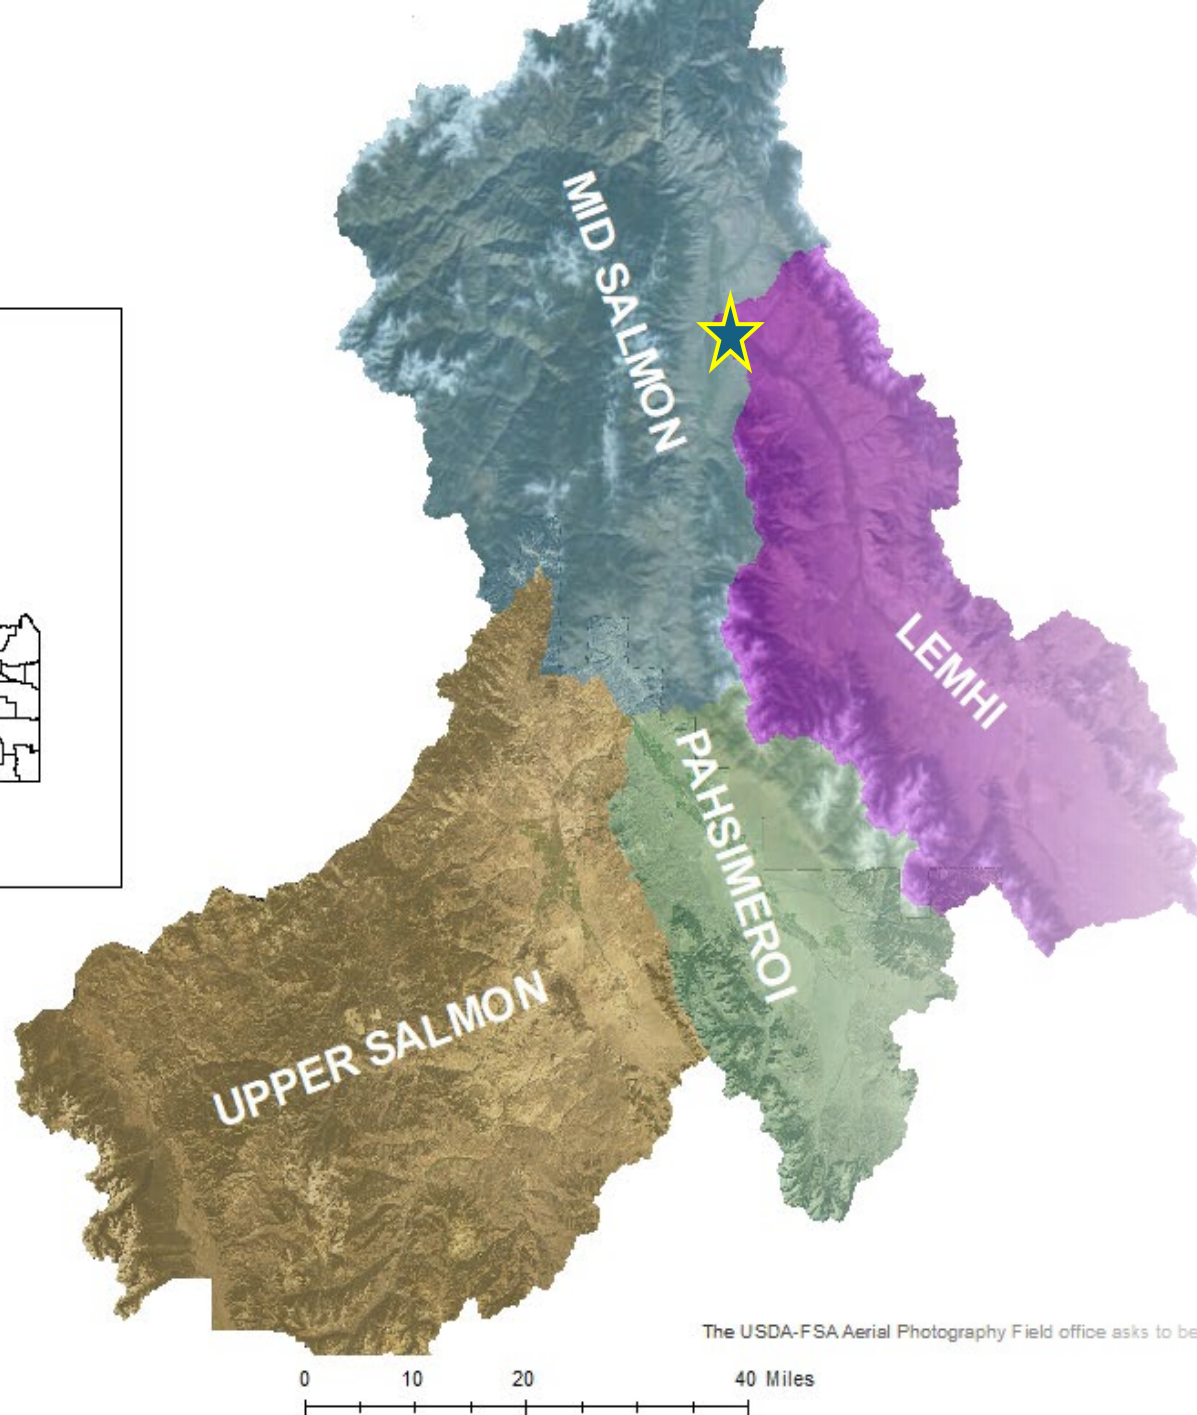 MID SALMON
LEMHI
PAHSIMEROI
UPPER SALMON
The USDA-FSA Aerial Photography Field office asks to be
0 10 20 40 Miles